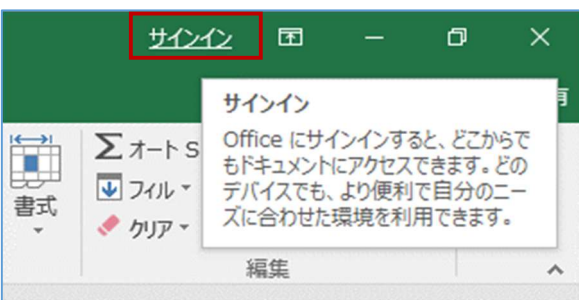 サインイン
有
サインイン
Office にサインインすると、どこからで
もドキュメントにアクセスできます。どの
デバイスでも、より便利で自分のニー
ズに合わせた環境を利用できます。
書式
Σ オート S
フィル
クリア
編集